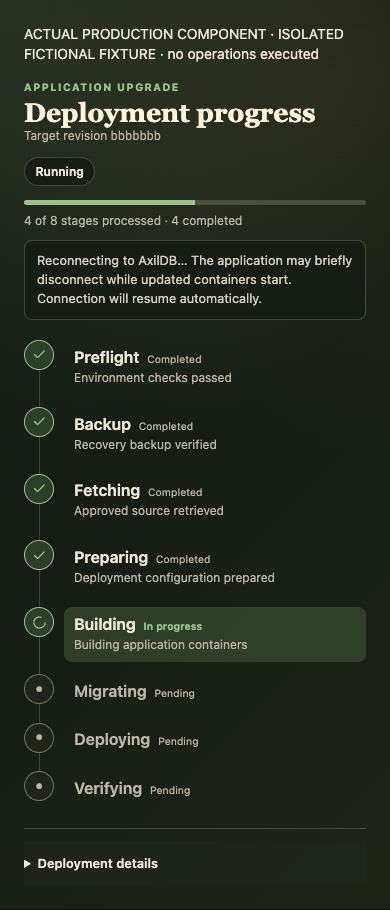 ACTUAL PRODUCTION COMPONENT · ISOLATED
FICTIONAL FIXTURE · no operations executed
APPLICATION UPGRADE
Deployment progress
Target revision bbbbbbb
Running
4 of 8 stages processed · 4 completed
Reconnecting to AxilDB... The application may briefly
disconnect while updated containers start.
Connection will resume automatically.
Preflight Completed
Environment checks passed
Backup Completed
Recovery backup verified
Fetching Completed
Approved source retrieved
Preparing Completed
Deployment configuration prepared
Building In progress
Building application containers
Migrating Pending
Deploying Pending
Verifying Pending
Deployment details